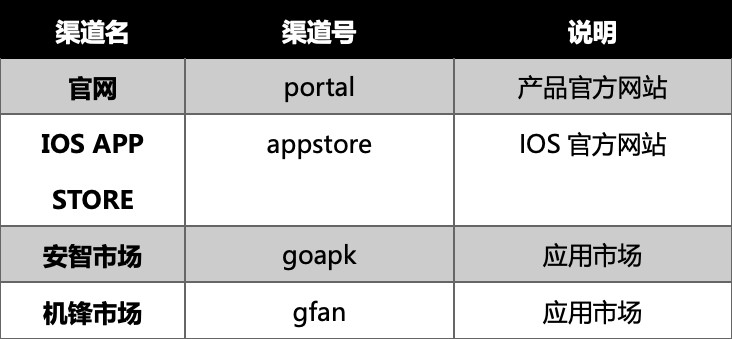 渠道名 渠道号 说明
官网 portal 产品官方网站
IOS APP appstore IOS 官方网站
STORE
安智市场 goapk 应用市场
机锋市场 gfan 应用市场